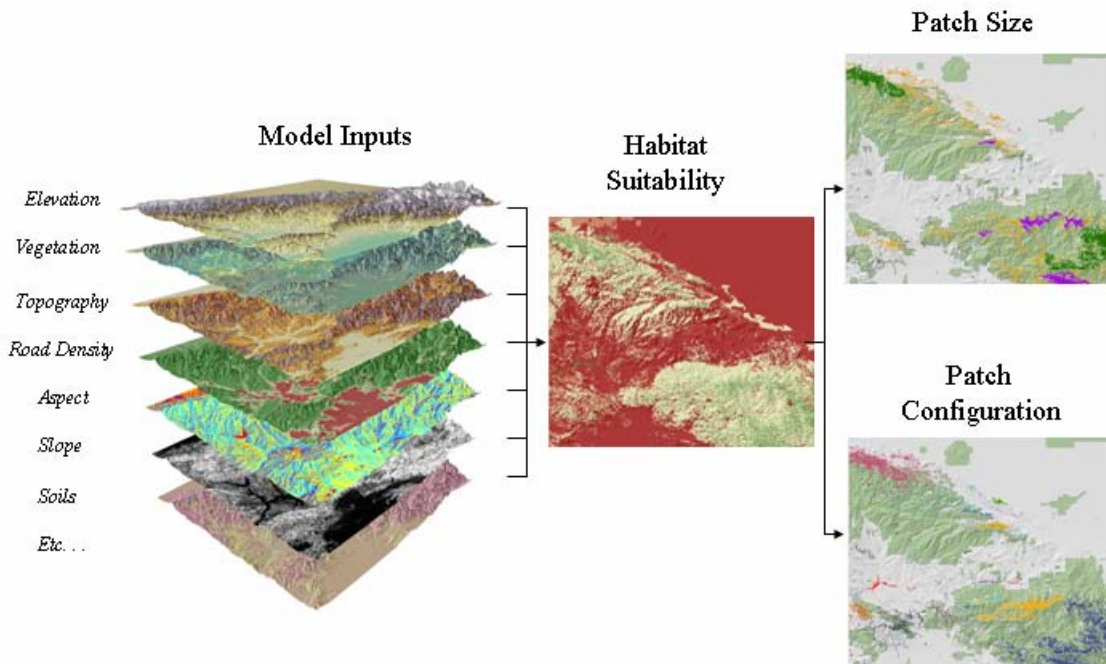 Patch Size
Model Inputs
Habitat
Suitability
Elevation
Vegetation
Topography
Road Density
Aspect
Slope
Soils
Etc. . .
Patch
Configuration